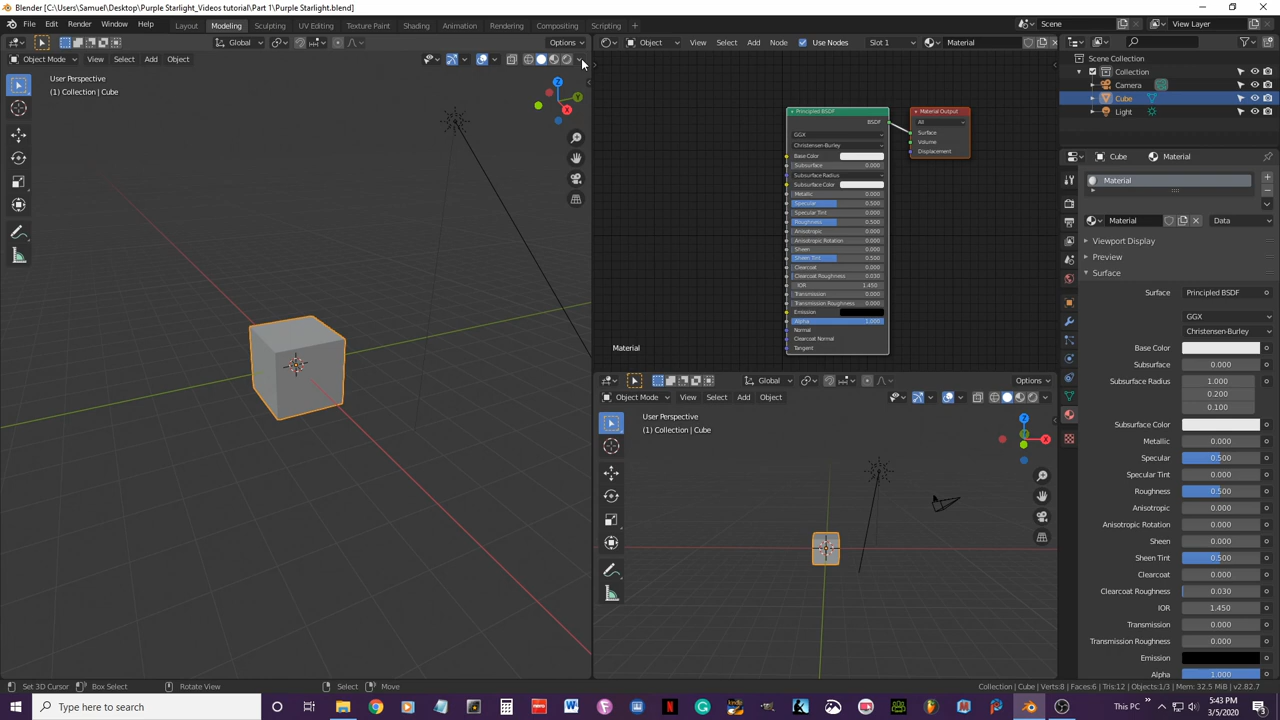 Blender [C:\Users\Samuel\Desktop\Purple Starlight_Videos tutorial\Part 1\Purple Starlight.blend]
File Edit Render Window Help Layout Modeling Sculpting UV Editing Texture Paint Shading Animation Rendering Compositing Scripting + Scene View Layer
Global Options
Object View Select Add Node Use Nodes Slot 1 Material
Object Mode View Select Add Object
User Perspective
(1) Collection | Cube
Z
Y
X
Principled BSDF
BSDF
GGX
Christensen-Burley
Base Color
Subsurface 0.000
Subsurface Radius
Subsurface Color
Metallic 0.000
Specular 0.500
Specular Tint 0.000
Roughness 0.500
Anisotropic 0.000
Anisotropic Rotation 0.000
Sheen 0.000
Sheen Tint 0.500
Clearcoat 0.000
Clearcoat Roughness 0.030
IOR 1.450
Transmission 0.000
Transmission Roughness 0.000
Emission
Alpha 1.000
Normal
Clearcoat Normal
Tangent
Material Output
All
Surface
Volume
Displacement
Material
Global Options
Object Mode View Select Add Object
User Perspective
(1) Collection | Cube
Z
X
Scene Collection
Collection
Camera
Cube
Light
Cube Material
Material
Material Data
Viewport Display
Preview
Surface
Surface Principled BSDF
GGX
Christensen-Burley
Base Color
Subsurface 0.000
Subsurface Radius 1.000
0.200
0.100
Subsurface Color
Metallic 0.000
Specular 0.500
Specular Tint 0.000
Roughness 0.500
Anisotropic 0.000
Anisotropic Rotation 0.000
Sheen 0.000
Sheen Tint 0.500
Clearcoat 0.000
Clearcoat Roughness 0.030
IOR 1.450
Transmission 0.000
Transmission Roughness 0.000
Emission
Alpha 1.000
Set 3D Cursor Box Select Rotate View Select Move Collection | Cube | Verts:8 | Faces:6 | Tris:12 | Objects:1/3 | Mem: 32.5 MiB | v2.82.7
Type here to search This PC 5:43 PM
3/5/2020